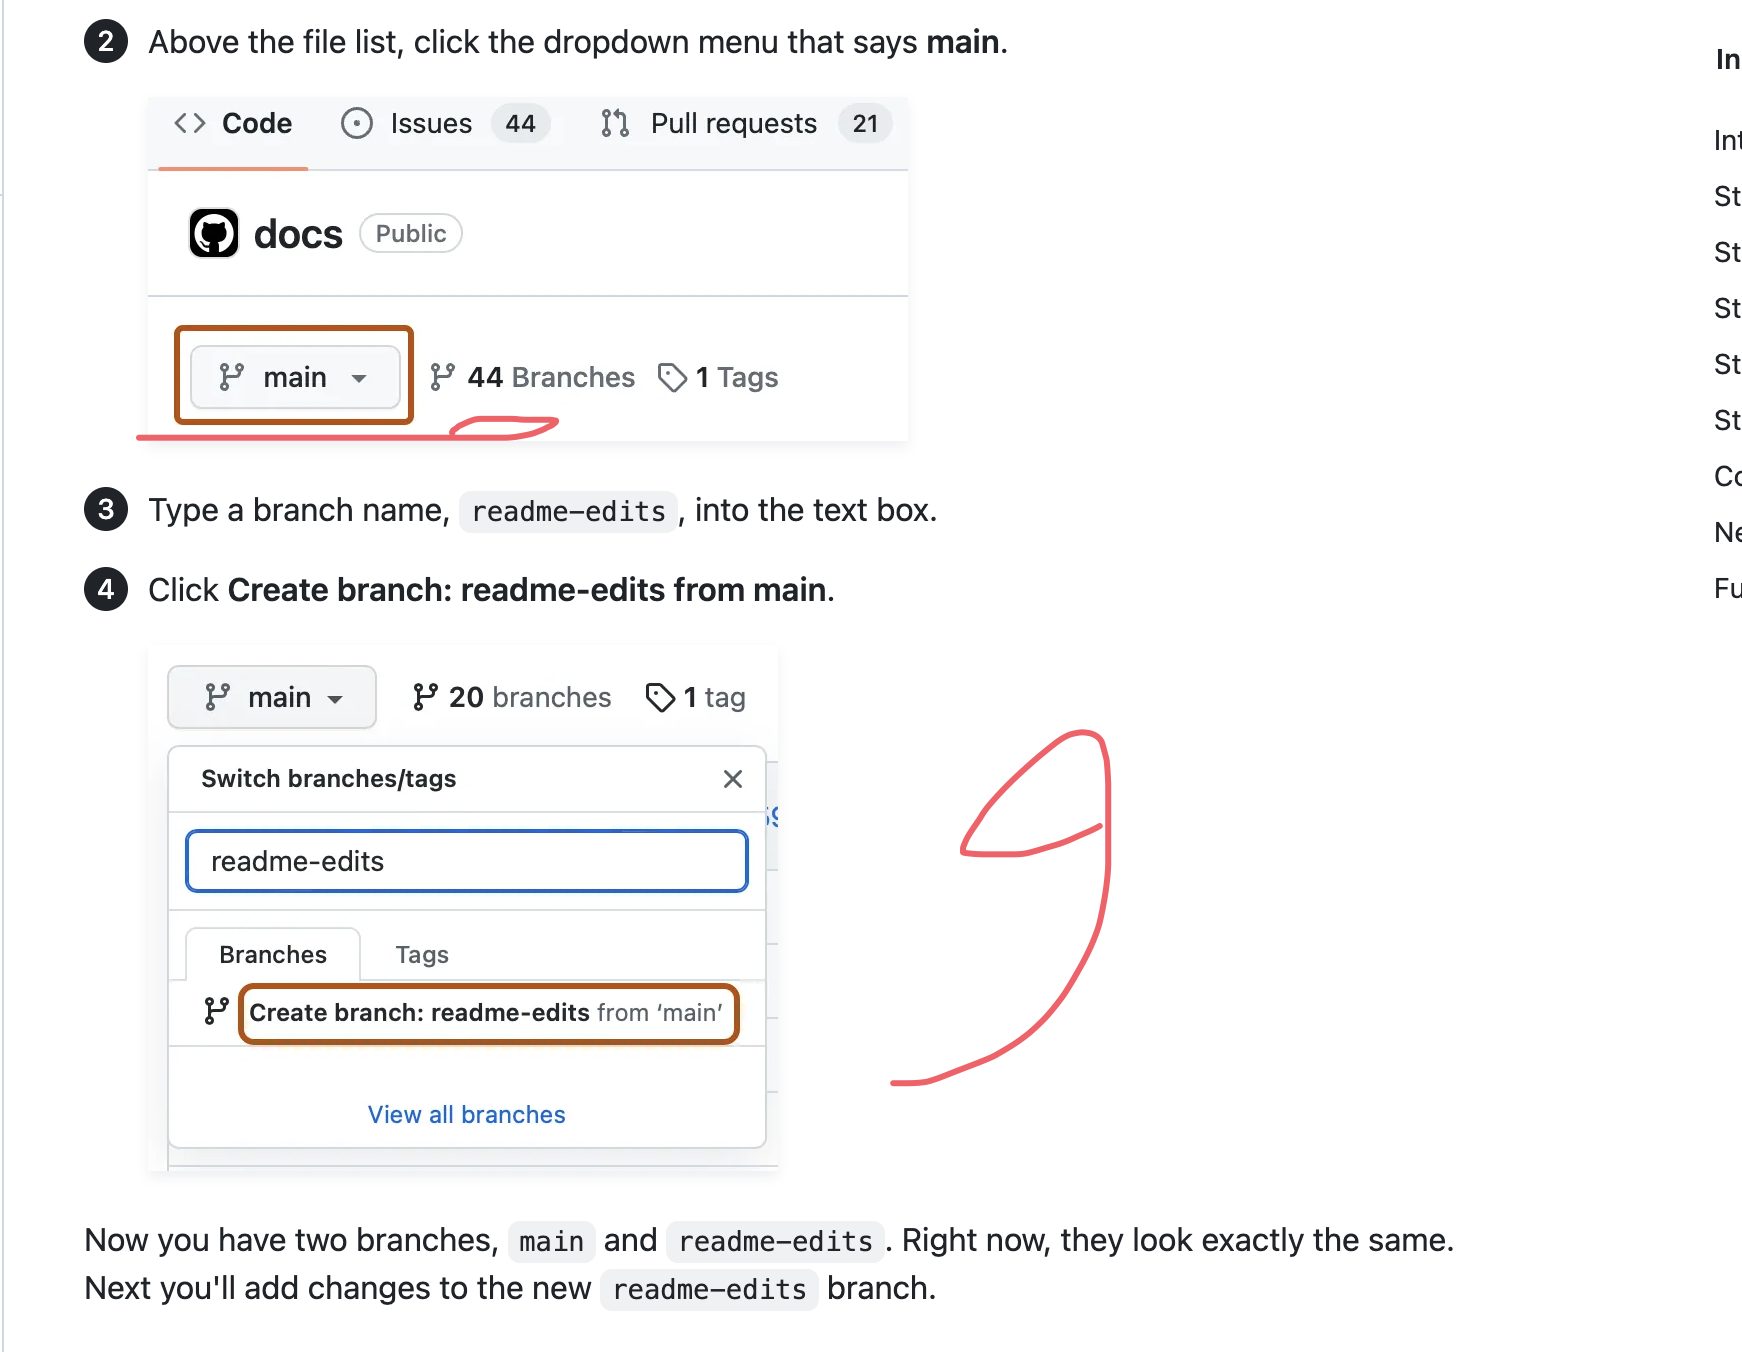 2 Above the file list, click the dropdown menu that says main.
Code Issues 44 Pull requests 21
docs Public
main 44 Branches 1 Tags
3 Type a branch name, readme-edits, into the text box.
4 Click Create branch: readme-edits from main.
main 20 branches 1 tag
Switch branches/tags
readme-edits
Branches Tags
Create branch: readme-edits from ‘main’
View all branches
9
Now you have two branches, main and readme-edits. Right now, they look exactly the same.
Next you'll add changes to the new readme-edits branch.
In
Int
St
St
St
St
St
Co
Ne
Fu